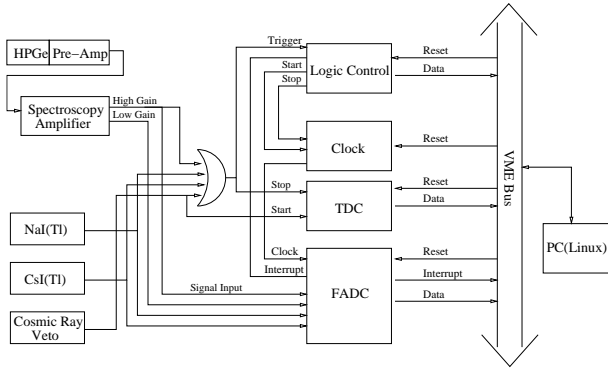 HPGe Pre-Amp
Spectroscopy
Amplifier
High Gain
Low Gain
NaI(Tl)
CsI(Tl)
Cosmic Ray
Veto
Trigger
Start
Stop
Logic Control
Reset
Data
Clock
Reset
Stop
Start
TDC
Reset
Data
Clock
Interrupt
Signal Input
FADC
Reset
Interrupt
Data
VME Bus
PC(Linux)